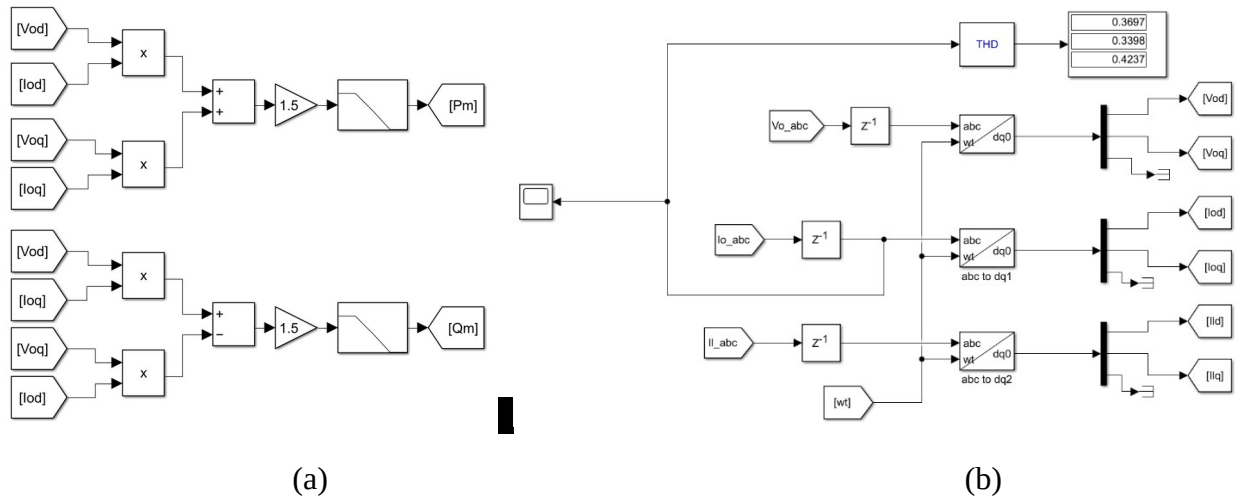 [Vod]
x
[Iod]
+
+
1.5
[Pm]
[Voq]
x
[Ioq]
[Vod]
x
[Ioq]
+
−
1.5
[Qm]
[Voq]
x
[Iod]
(a)
THD
0.3697
0.3398
0.4237
Vo_abc
Z-1
abc
wt
dq0
[Vod]
[Voq]
Io_abc
Z-1
abc
wt
dq0
abc to dq1
[Iod]
[Ioq]
Il_abc
Z-1
abc
wt
dq0
abc to dq2
[Ild]
[Ilq]
[wt]
(b)